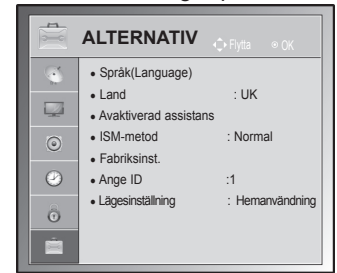 ALTERNATIV Flytta OK
• Språk(Language)
• Land : UK
• Avaktiverad assistans
• ISM-metod : Normal
• Fabriksinst.
• Ange ID :1
• Lägesinställning : Hemanvändning